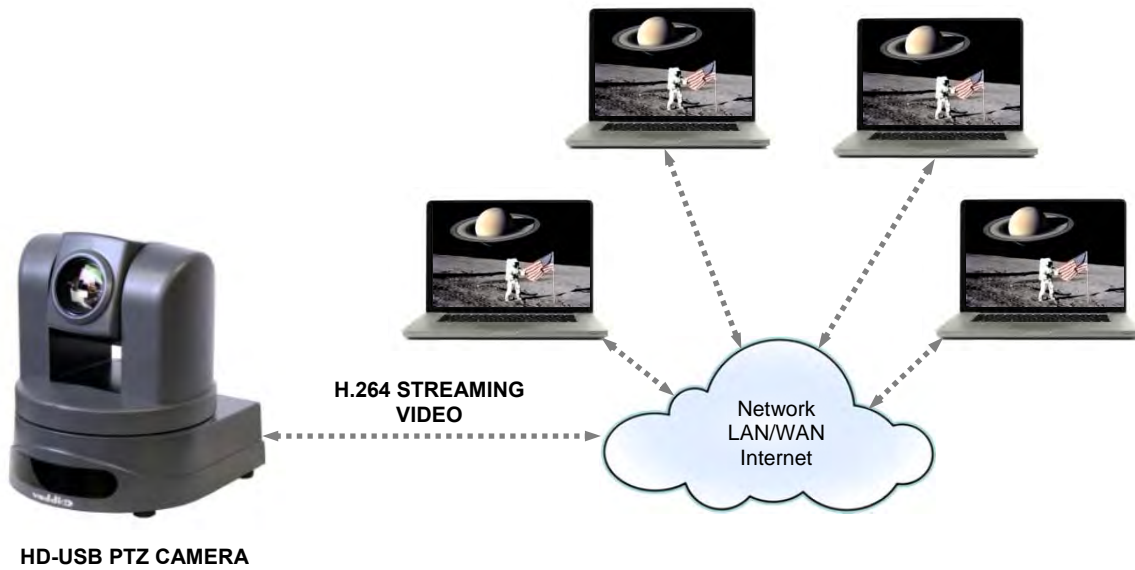 H.264 STREAMING
VIDEO
Network
LAN/WAN
Internet
HD-USB PTZ CAMERA